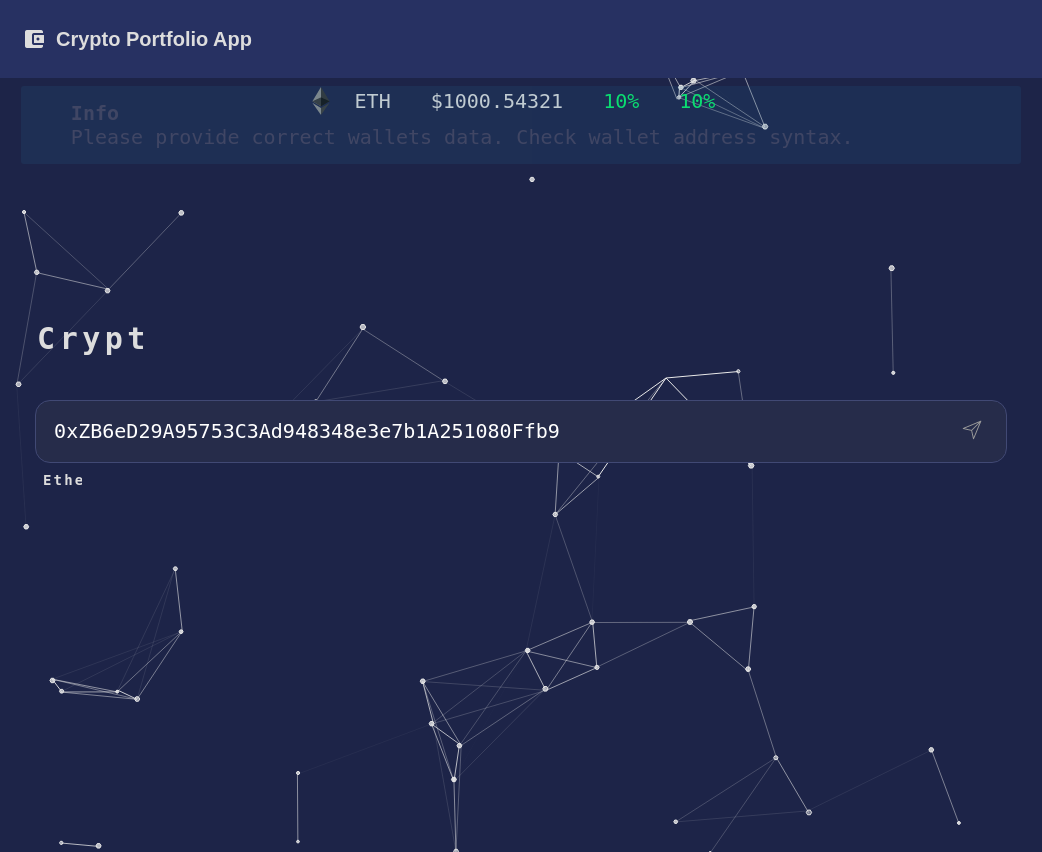 Crypto Portfolio App
ETH $1000.54321 10% 10%
Info
Please provide correct wallets data. Check wallet address syntax.
Crypt
0xZB6eD29A95753C3Ad948348e3e7b1A251080Ffb9
Ethe